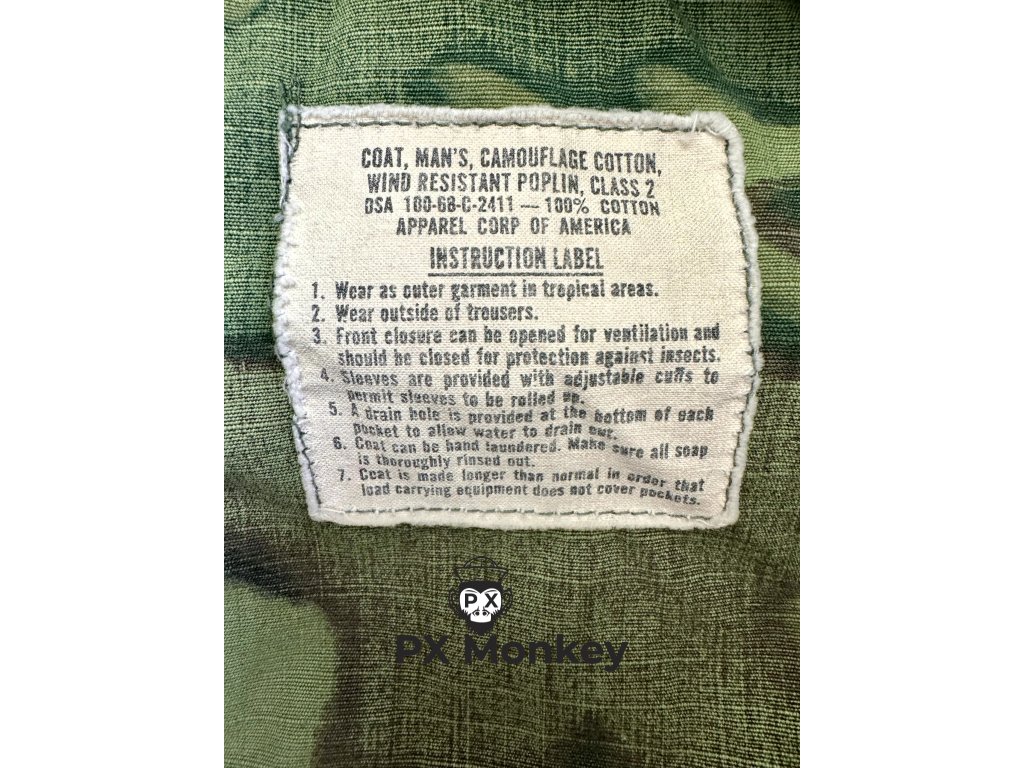 COAT, MAN'S, CAMOUFLAGE COTTON,
WIND RESISTANT POPLIN, CLASS 2
DSA 100-68-C-2411 — 100% COTTON
APPAREL CORP OF AMERICA
INSTRUCTION LABEL
1. Wear as outer garment in tropical areas.
2. Wear outside of trousers.
3. Front closure can be opened for ventilation and
should be closed for protection against insects.
4. Sleeves are provided with adjustable cuffs to
permit sleeves to be rolled up.
5. A drain hole is provided at the bottom of each
pocket to allow water to drain out.
6. Coat can be hand laundered. Make sure all soap
is thoroughly rinsed out.
7. Coat is made longer than normal in order that
load carrying equipment does not cover pockets.
PX
PX Monkey